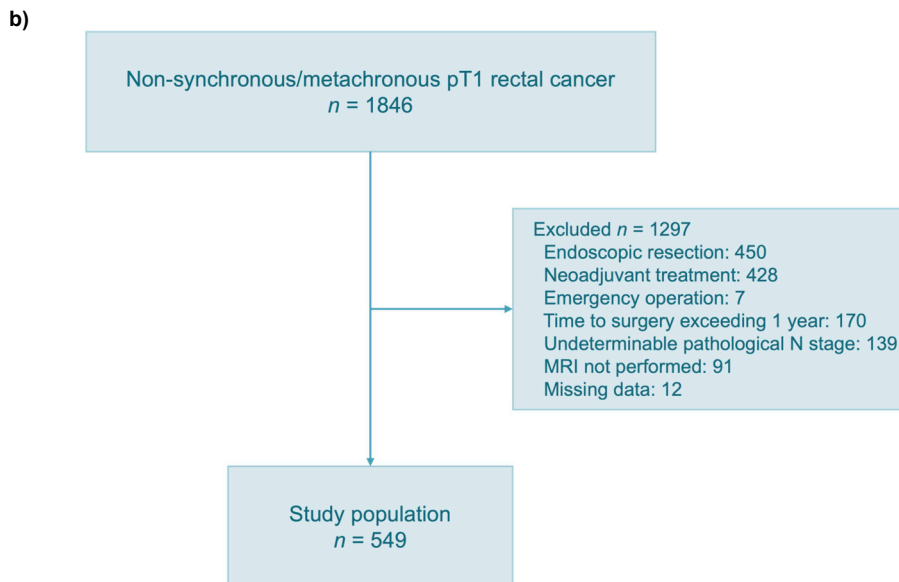 b)
Non-synchronous/metachronous pT1 rectal cancer
n = 1846
Excluded n = 1297
Endoscopic resection: 450
Neoadjuvant treatment: 428
Emergency operation: 7
Time to surgery exceeding 1 year: 170
Undeterminable pathological N stage: 139
MRI not performed: 91
Missing data: 12
Study population
n = 549